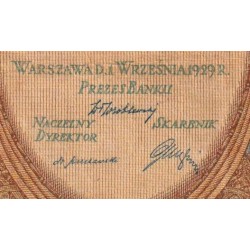 WARSZAWA D. 1 WRZEŚNIA 1929 R.
PREZES BANKU
NACZELNY SKARBNIK
DYREKTOR